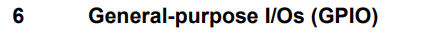 6 General-purpose I/Os (GPIO)